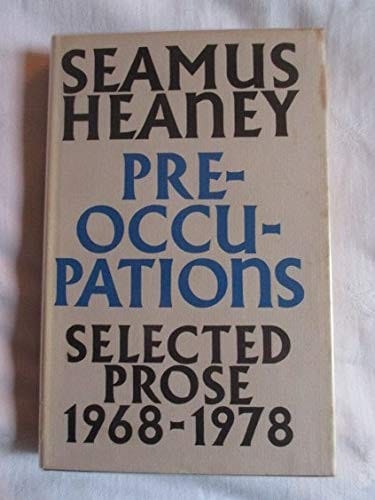 SEAMUS
HEANEY
PRE-
OCCU-
PATIONS
SELECTED
PROSE
1968-1978